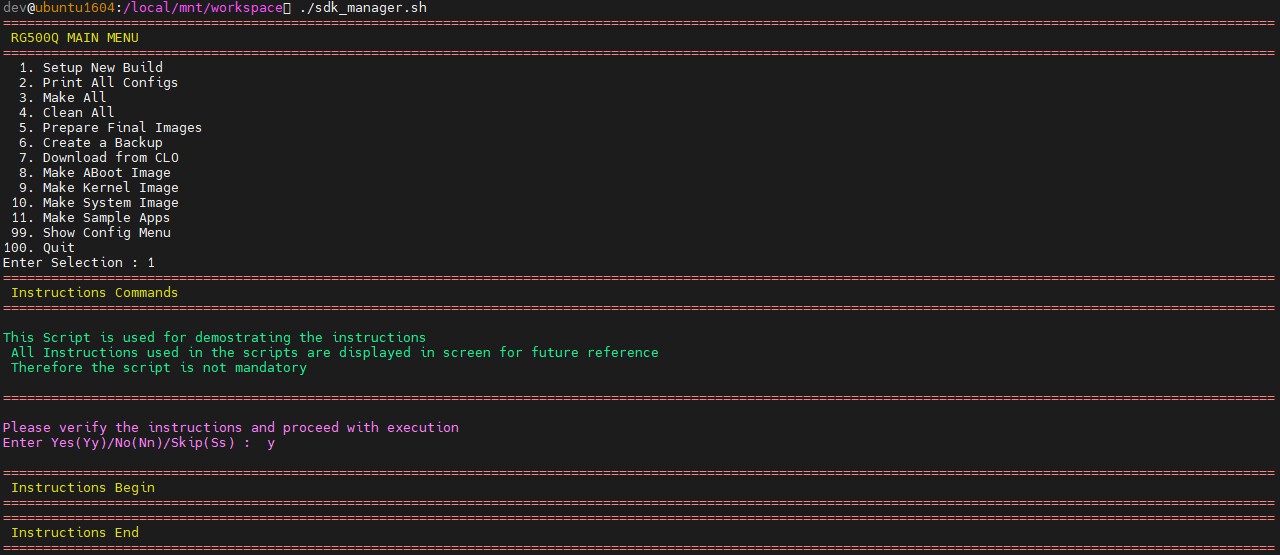 dev@ubuntu1604:/local/mnt/workspace ./sdk_manager.sh
RG500Q MAIN MENU
1. Setup New Build
2. Print All Configs
3. Make All
4. Clean All
5. Prepare Final Images
6. Create a Backup
7. Download from CLO
8. Make ABoot Image
9. Make Kernel Image
10. Make System Image
11. Make Sample Apps
99. Show Config Menu
100. Quit
Enter Selection : 1
Instructions Commands
This Script is used for demostrating the instructions
All Instructions used in the scripts are displayed in screen for future reference
Therefore the script is not mandatory
Please verify the instructions and proceed with execution
Enter Yes(Yy)/No(Nn)/Skip(Ss) :  y
Instructions Begin
Instructions End